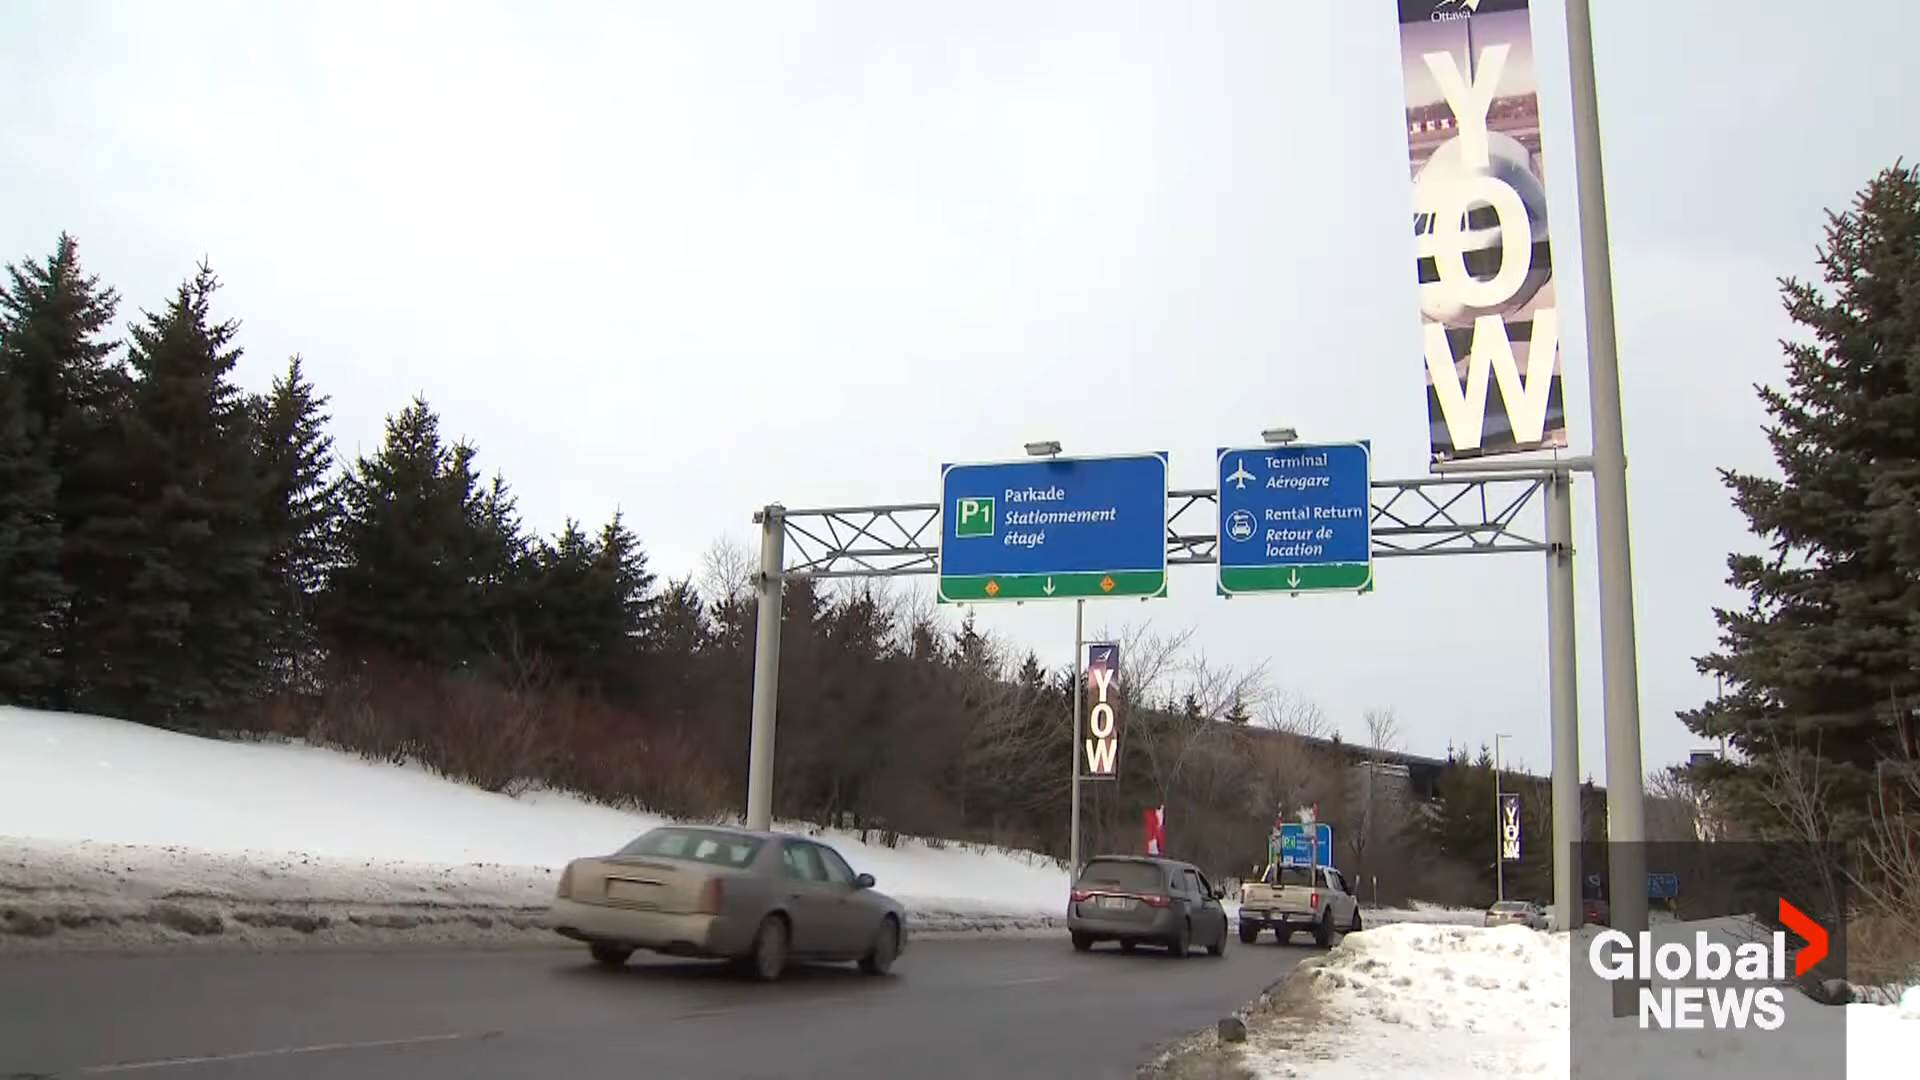 Ottawa
YOW
P1
Parkade
Stationnement
étagé
Terminal
Aérogare
Rental Return
Retour de
location
YOW
YOW
Global
NEWS